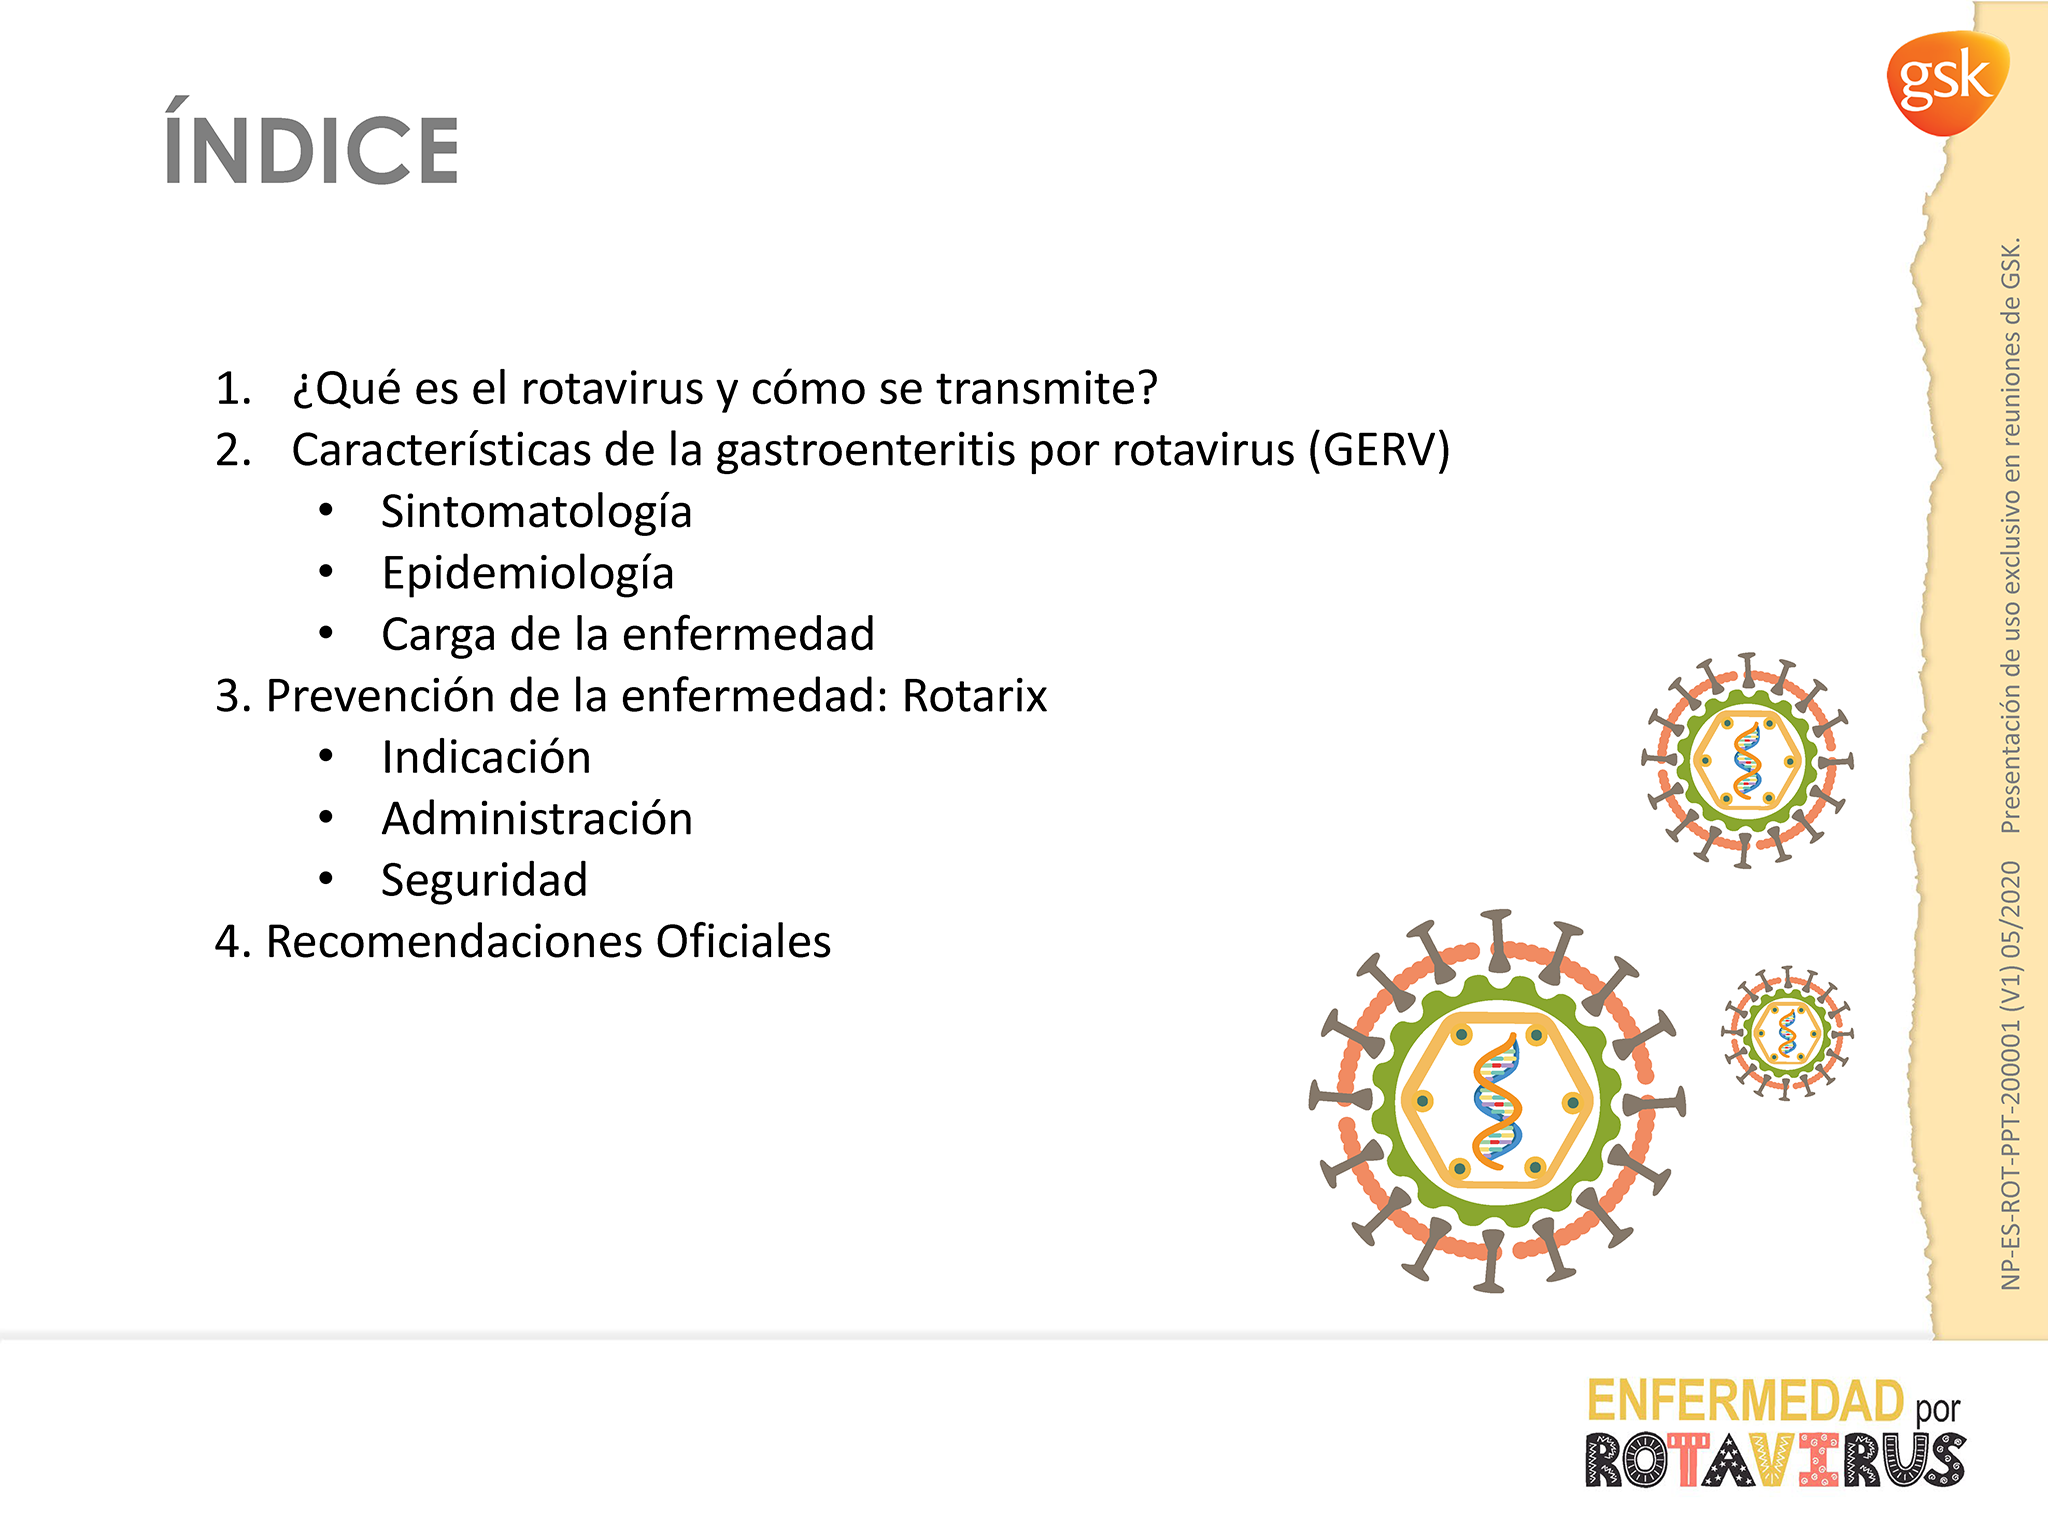 ÍNDICE
gsk
1. ¿Qué es el rotavirus y cómo se transmite?
2. Características de la gastroenteritis por rotavirus (GERV)
• Sintomatología
• Epidemiología
• Carga de la enfermedad
3. Prevención de la enfermedad: Rotarix
• Indicación
• Administración
• Seguridad
4. Recomendaciones Oficiales
NP-ES-ROT-PPT-200001 (V1) 05/2020 Presentación de uso exclusivo en reuniones de GSK.
ENFERMEDAD por
ROTAVIRUS